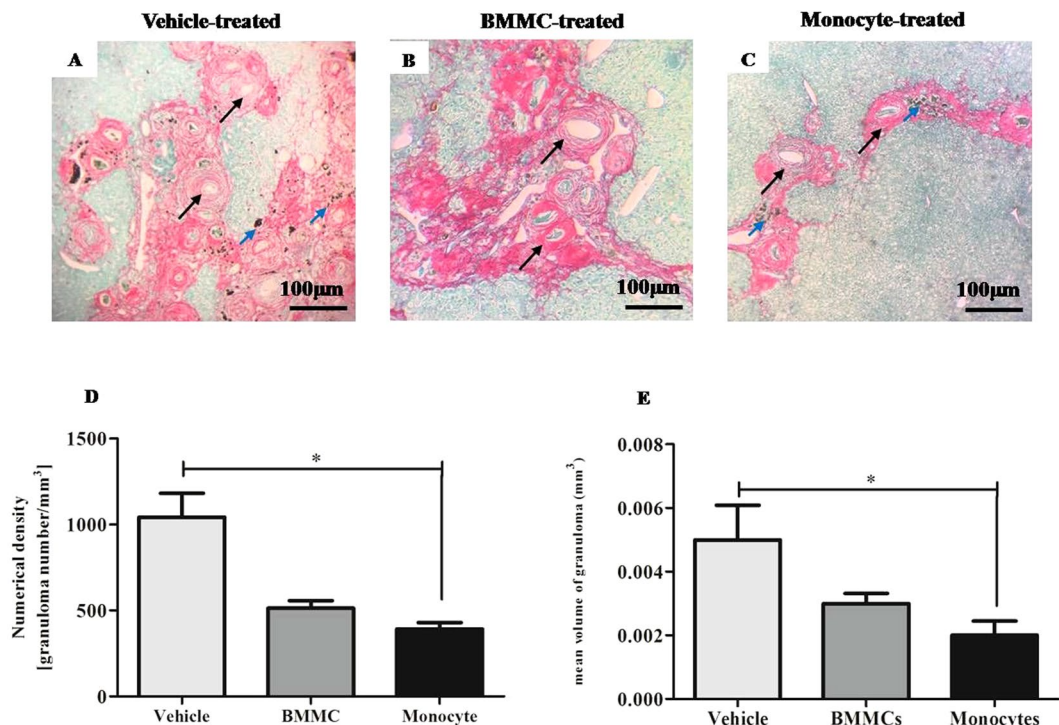 Vehicle-treated
BMMC-treated
Monocyte-treated
A
B
C
100µm
100µm
100µm
D
Numerical density
[granuloma number/mm³]
1500
1000
500
0
*
Vehicle
BMMC
Monocyte
E
mean volume of granuloma (mm³)
0.008
0.006
0.004
0.002
0.000
*
Vehicle
BMMCs
Monocytes